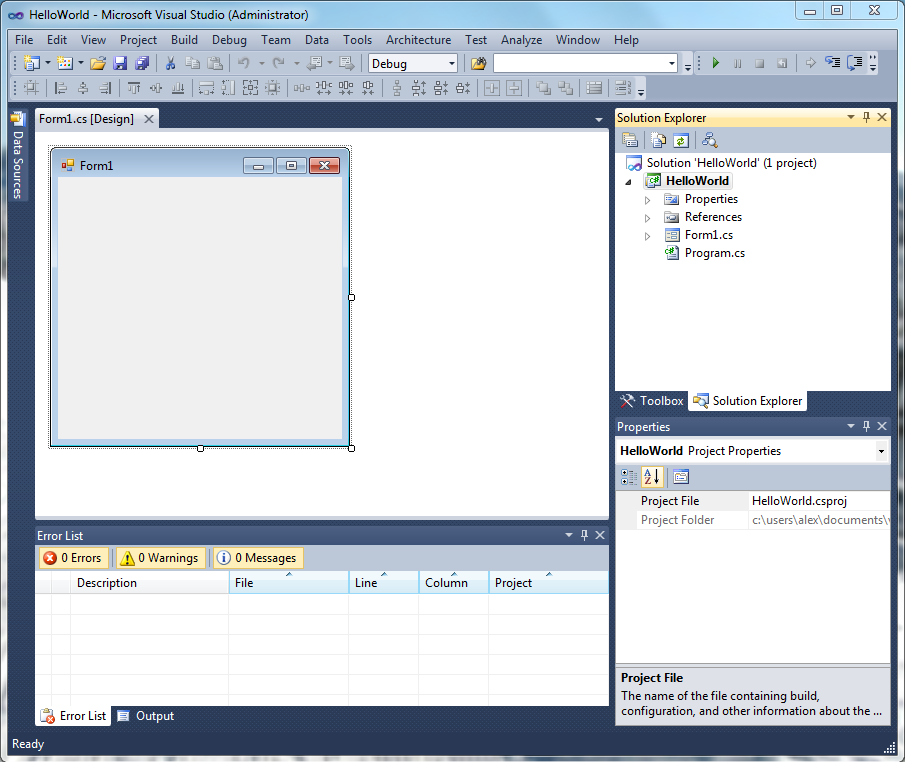 HelloWorld - Microsoft Visual Studio (Administrator)
File Edit View Project Build Debug Team Data Tools Architecture Test Analyze Window Help
Debug
Data Sources
Form1.cs [Design]
Form1
Solution Explorer
Solution 'HelloWorld' (1 project)
HelloWorld
Properties
References
Form1.cs
Program.cs
Toolbox Solution Explorer
Properties
HelloWorld Project Properties
Project File HelloWorld.csproj
Project Folder c:\users\alex\documents\
Project File
The name of the file containing build,
configuration, and other information about the ...
Error List
0 Errors 0 Warnings 0 Messages
Description File Line Column Project
Error List Output
Ready